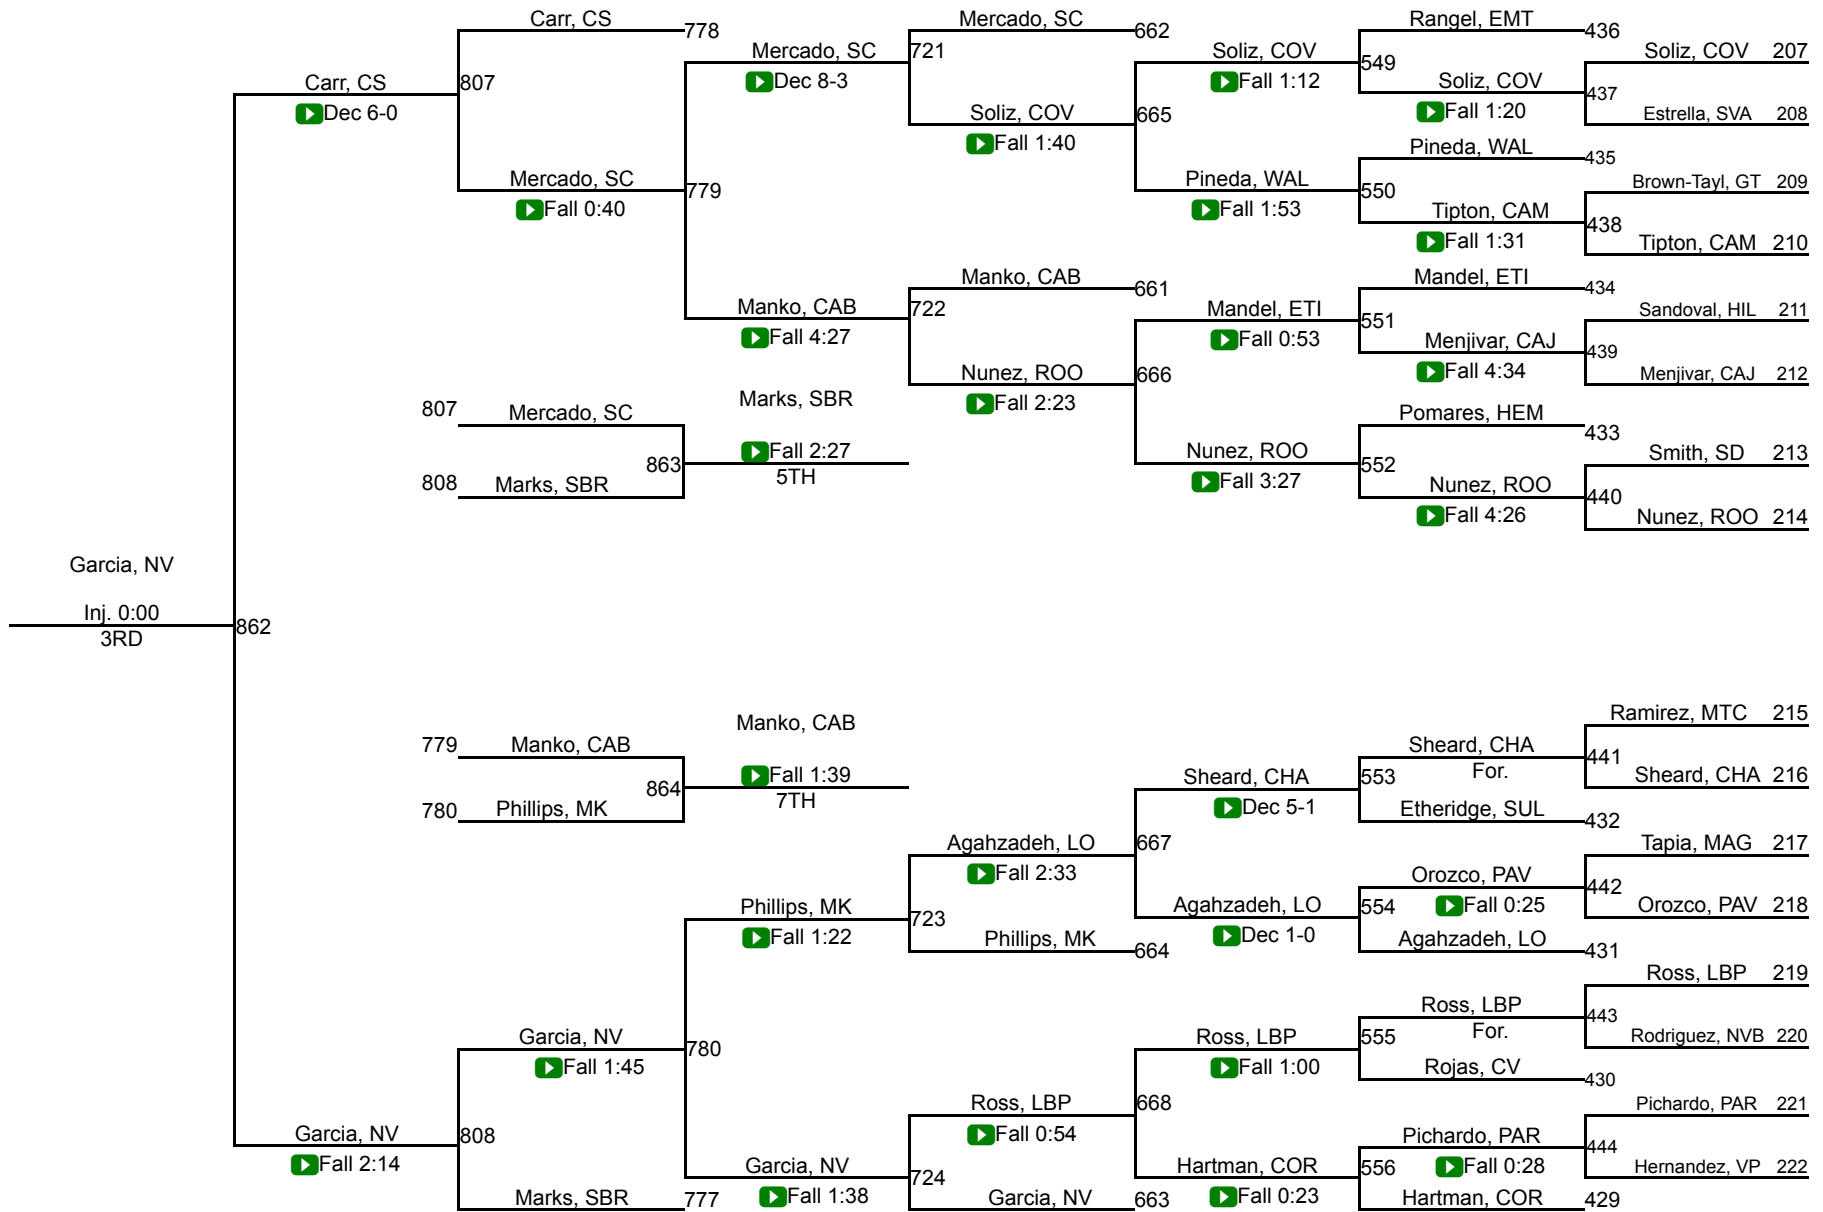 Carr, CS
778
Mercado, SC
662
Rangel, EMT
436
Mercado, SC
721
Soliz, COV
549
Soliz, COV 207
Carr, CS
807
Dec 8-3
Fall 1:12
Soliz, COV
437
Dec 6-0
Soliz, COV
665
Fall 1:20
Estrella, SVA 208
Fall 1:40
Pineda, WAL
435
Mercado, SC
779
Pineda, WAL
550
Brown-Tayl, GT 209
Fall 0:40
Fall 1:53
Tipton, CAM
438
Fall 1:31
Tipton, CAM 210
Manko, CAB
661
Mandel, ETI
434
Manko, CAB
722
Mandel, ETI
551
Sandoval, HIL 211
Fall 4:27
Fall 0:53
Menjivar, CAJ
439
Nunez, ROO
666
Fall 4:34
Menjivar, CAJ 212
Fall 2:23
807
Mercado, SC
Marks, SBR
Pomares, HEM
433
863
Fall 2:27
5TH
Nunez, ROO
552
Smith, SD 213
808
Marks, SBR
Fall 3:27
Nunez, ROO
440
Fall 4:26
Nunez, ROO 214
Garcia, NV
Inj. 0:00
3RD
862
Ramirez, MTC 215
779
Manko, CAB
Manko, CAB
Sheard, CHA
For.
441
864
Fall 1:39
7TH
Sheard, CHA
553
Sheard, CHA 216
780
Phillips, MK
Dec 5-1
Etheridge, SUL
432
Agahzadeh, LO
667
Tapia, MAG 217
Fall 2:33
Orozco, PAV
442
Phillips, MK
723
Agahzadeh, LO
554
Fall 0:25
Orozco, PAV 218
Fall 1:22
Phillips, MK
664
Dec 1-0
Agahzadeh, LO
431
Ross, LBP 219
Ross, LBP
For.
443
Garcia, NV
780
Ross, LBP
555
Rodriguez, NVB 220
Fall 1:45
Fall 1:00
Rojas, CV
430
Ross, LBP
668
Pichardo, PAR 221
Garcia, NV
808
Fall 0:54
Pichardo, PAR
444
Fall 2:14
Garcia, NV
724
Hartman, COR
556
Fall 0:28
Hernandez, VP 222
Marks, SBR
777
Fall 1:38
Garcia, NV
663
Fall 0:23
Hartman, COR
429